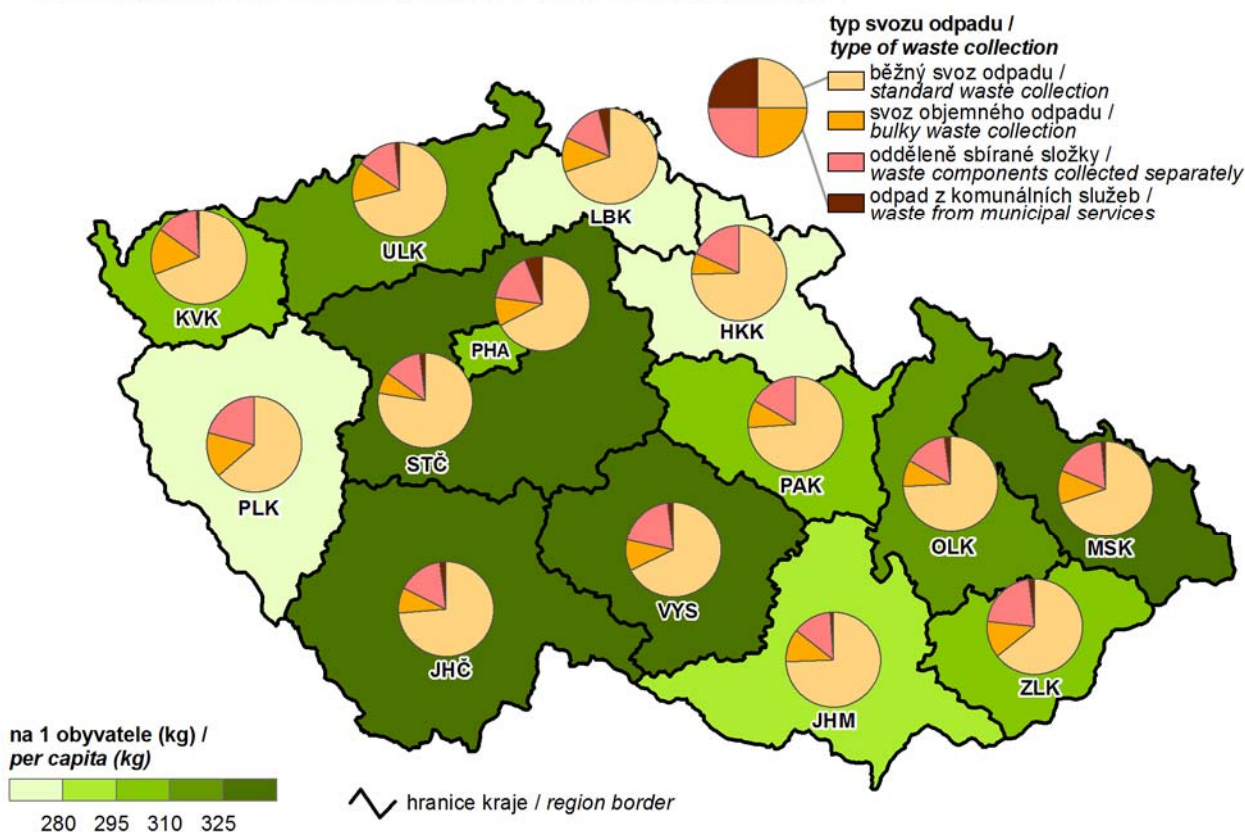 typ svozu odpadu /
type of waste collection
běžný svoz odpadu /
standard waste collection
svoz objemného odpadu /
bulky waste collection
odděleně sbírané složky /
waste components collected separately
odpad z komunálních služeb /
waste from municipal services
LBK
ULK
KVK
HKK
PHA
STČ
PAK
PLK
OLK
MSK
VYS
JHČ
ZLK
JHM
na 1 obyvatele (kg) /
per capita (kg)
280 295 310 325
hranice kraje / region border